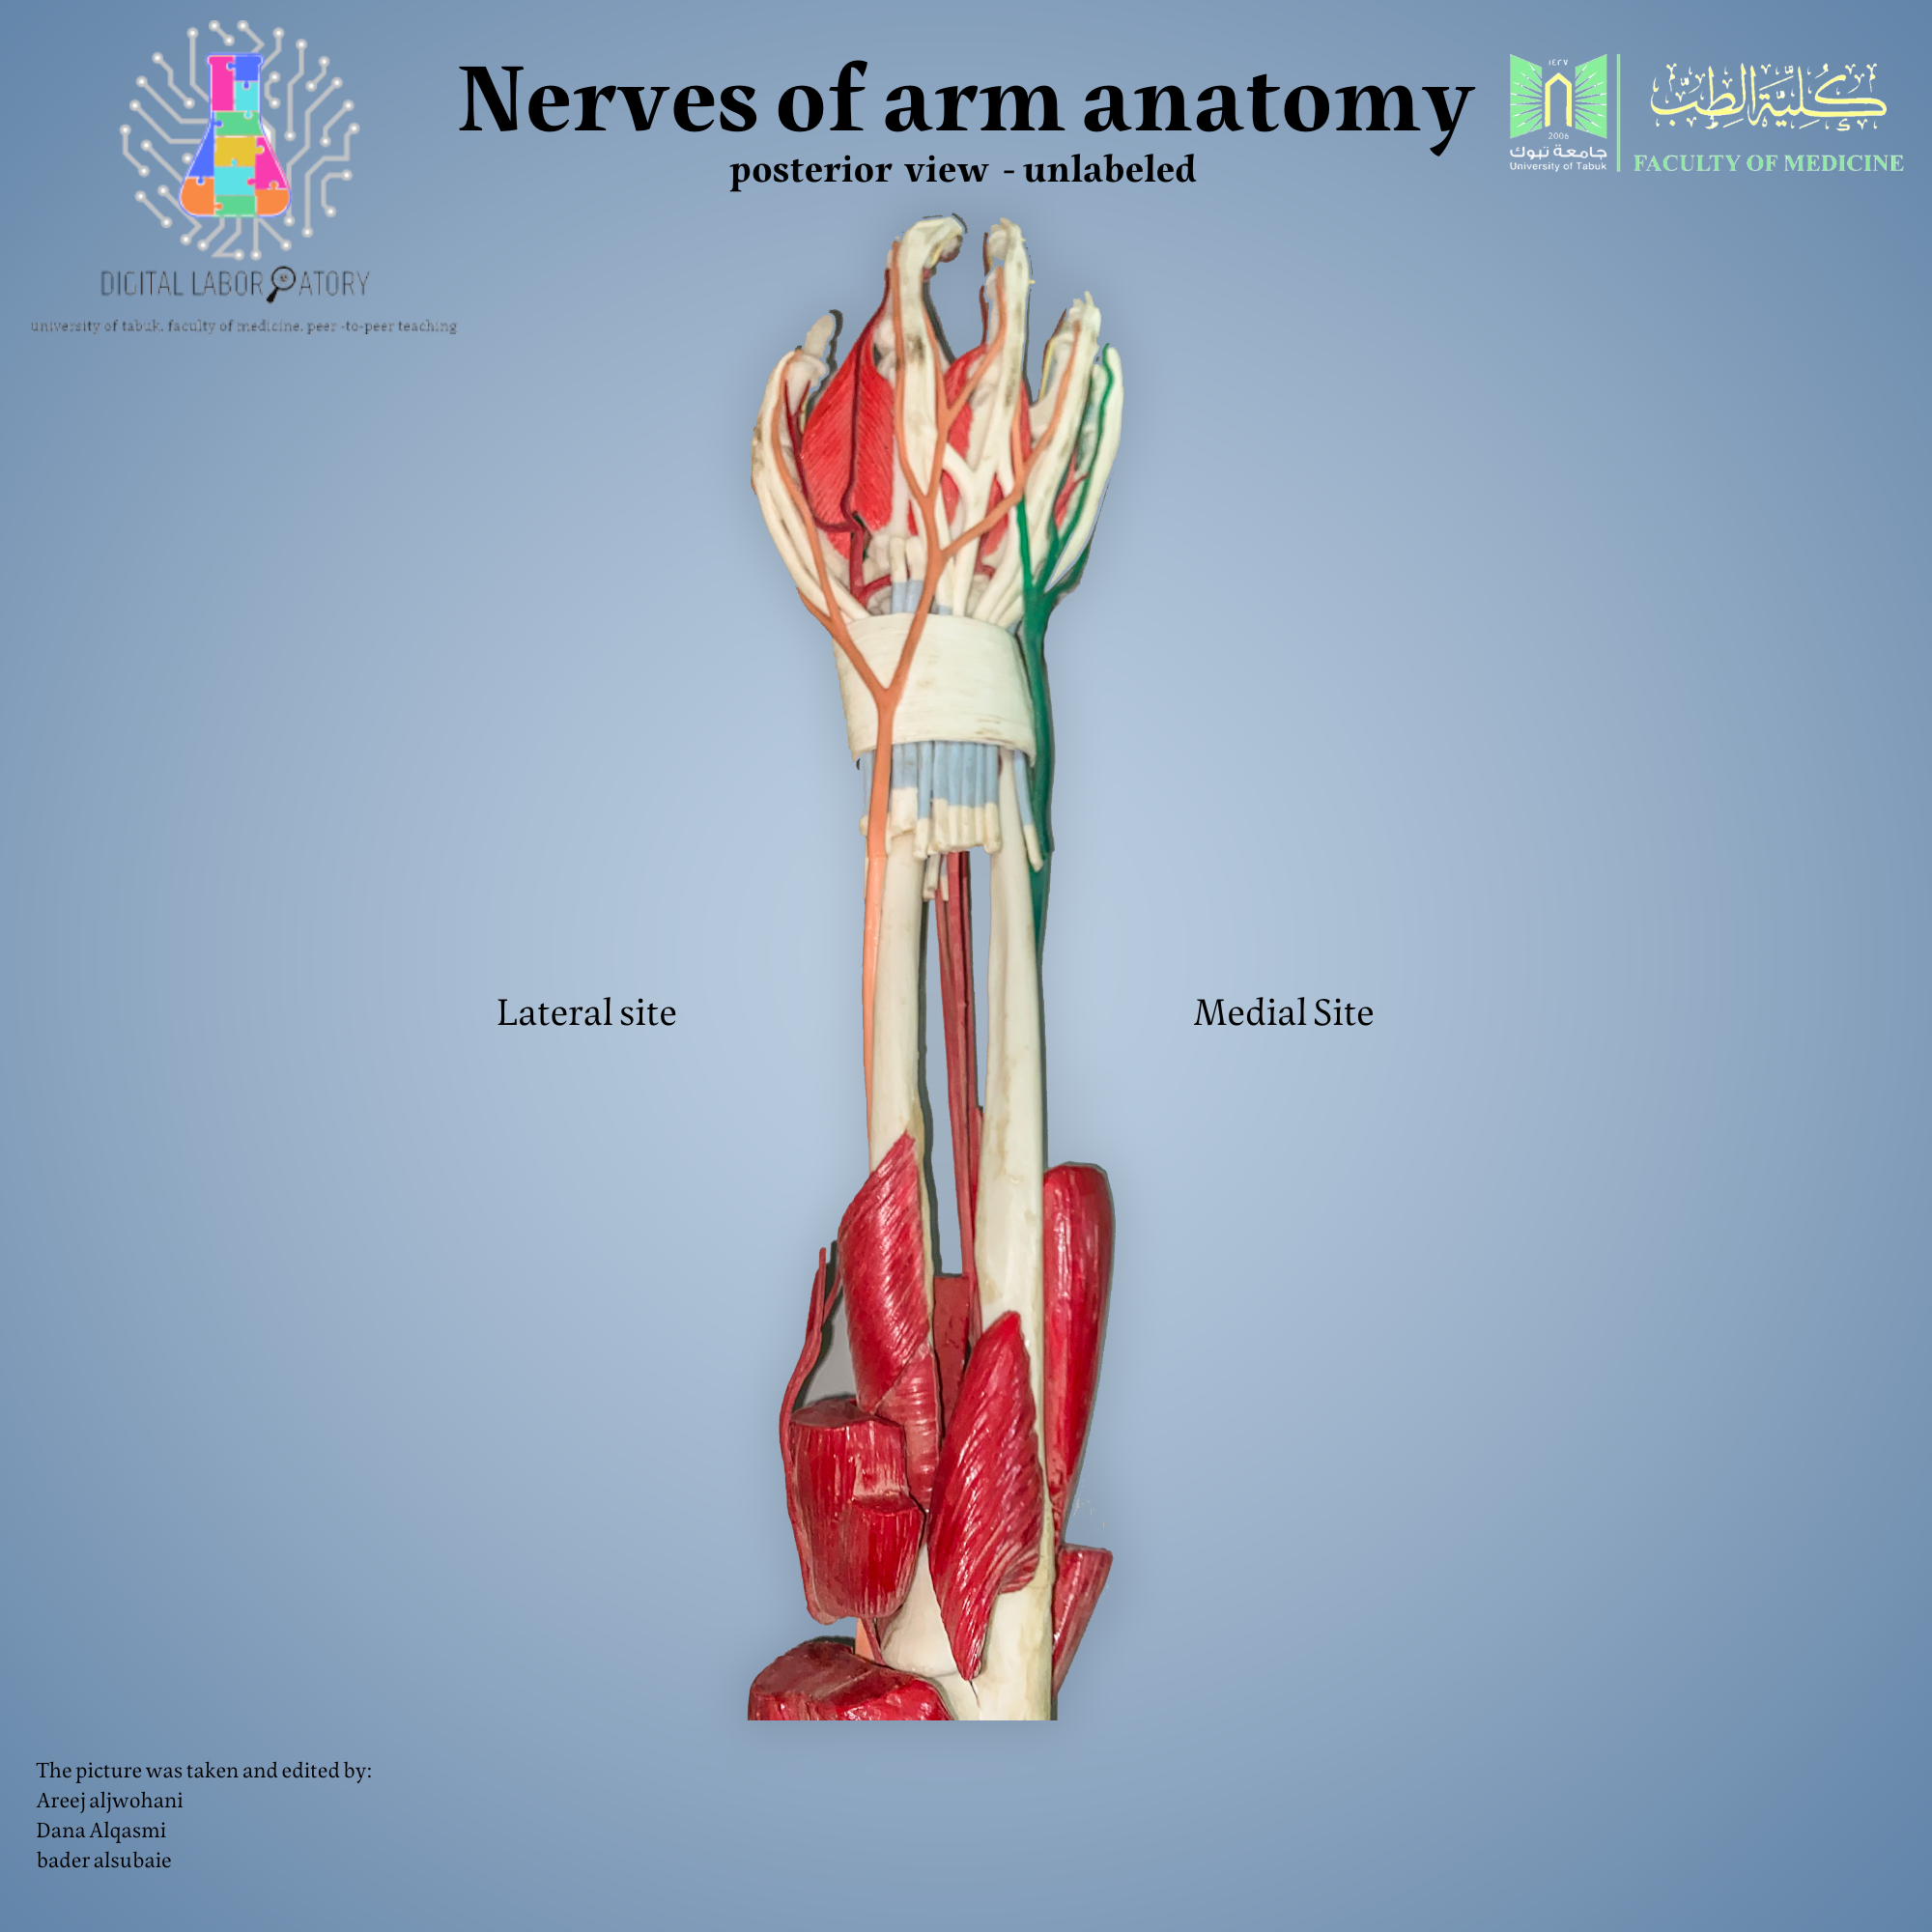 Nerves of arm anatomy
posterior view - unlabeled
١٤٢٧
2006
جامعة تبوك
University of Tabuk
كلية الطب
FACULTY OF MEDICINE
DIGITAL LABORATORY
university of tabuk. faculty of medicine. peer -to-peer teaching
Lateral site
Medial Site
The picture was taken and edited by:
Areej aljwohani
Dana Alqasmi
bader alsubaie